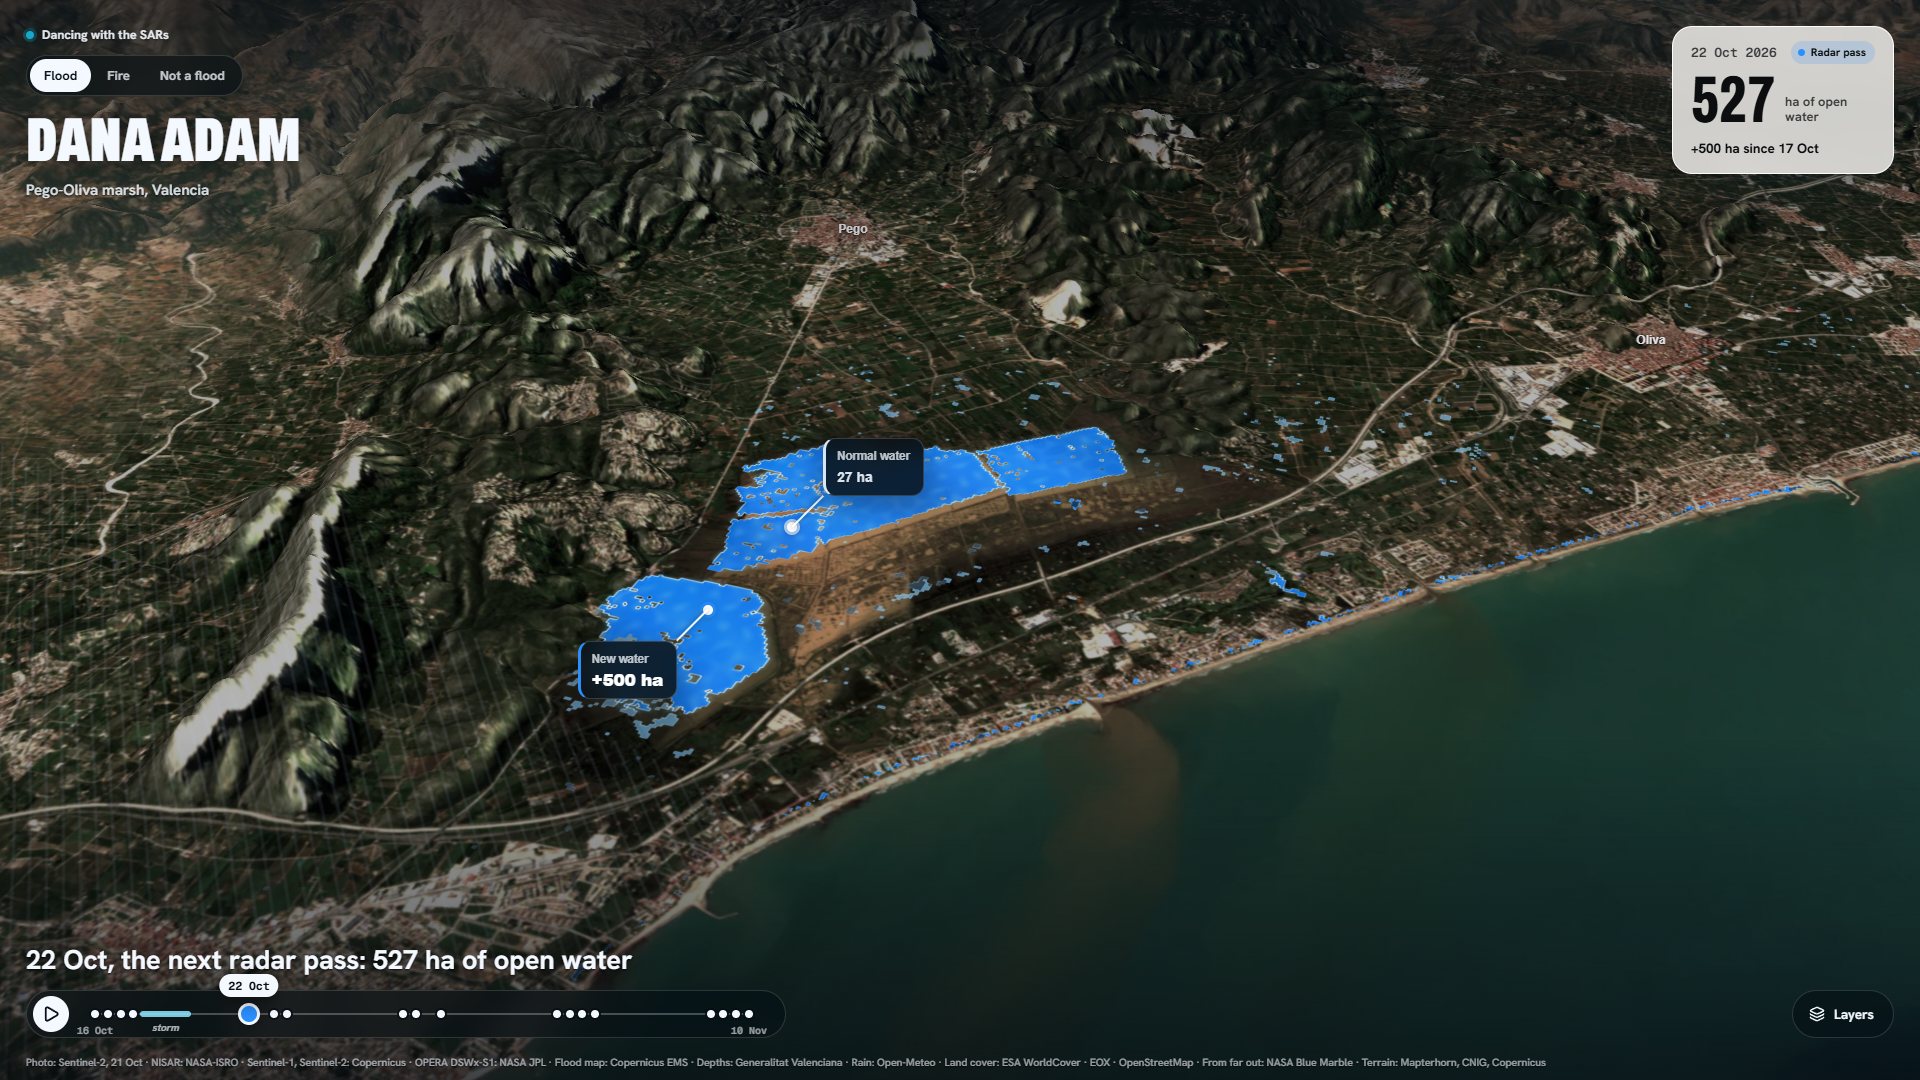 Dancing with the SARs
Flood
Fire
Not a flood
DANA ADAM
Pego-Oliva marsh, Valencia
22 Oct 2026
Radar pass
527
ha of open
water
+500 ha since 17 Oct
Pego
Oliva
Normal water
27 ha
New water
+500 ha
22 Oct, the next radar pass: 527 ha of open water
22 Oct
16 Oct
storm
10 Nov
Layers
Photo: Sentinel-2, 21 Oct · NISAR: NASA-ISRO · Sentinel-1, Sentinel-2: Copernicus · OPERA DSWx-S1: NASA JPL · Flood map: Copernicus EMS · Depths: Generalitat Valenciana · Rain: Open-Meteo · Land cover: ESA WorldCover · EOX · OpenStreetMap · From far out: NASA Blue Marble · Terrain: Mapterhorn, CNIG, Copernicus